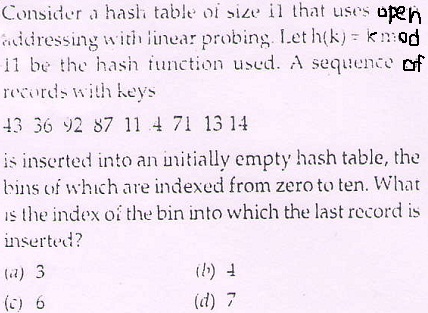 Consider a hash table of size 11 that uses open
addressing with linear probing. Let h(k) = k mod
11 be the hash function used. A sequence of
records with keys
43 36 92 87 11 4 71 13 14
is inserted into an initially empty hash table, the
bins of which are indexed from zero to ten. What
is the index of the bin into which the last record is
inserted?
(a) 3 (b) 4
(c) 6 (d) 7